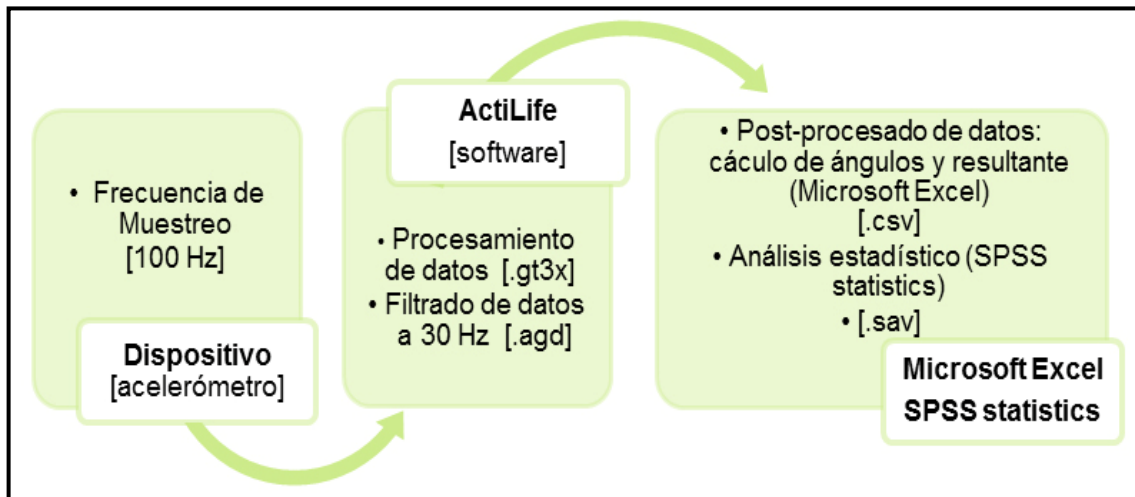 • Frecuencia de
Muestreo
[100 Hz]
Dispositivo
[acelerómetro]
ActiLife
[software]
• Procesamiento
de datos [.gt3x]
• Filtrado de datos
a 30 Hz [.agd]
• Post-procesado de datos:
cáculo de ángulos y resultante
(Microsoft Excel)
[.csv]
• Análisis estadístico (SPSS
statistics)
• [.sav]
Microsoft Excel
SPSS statistics